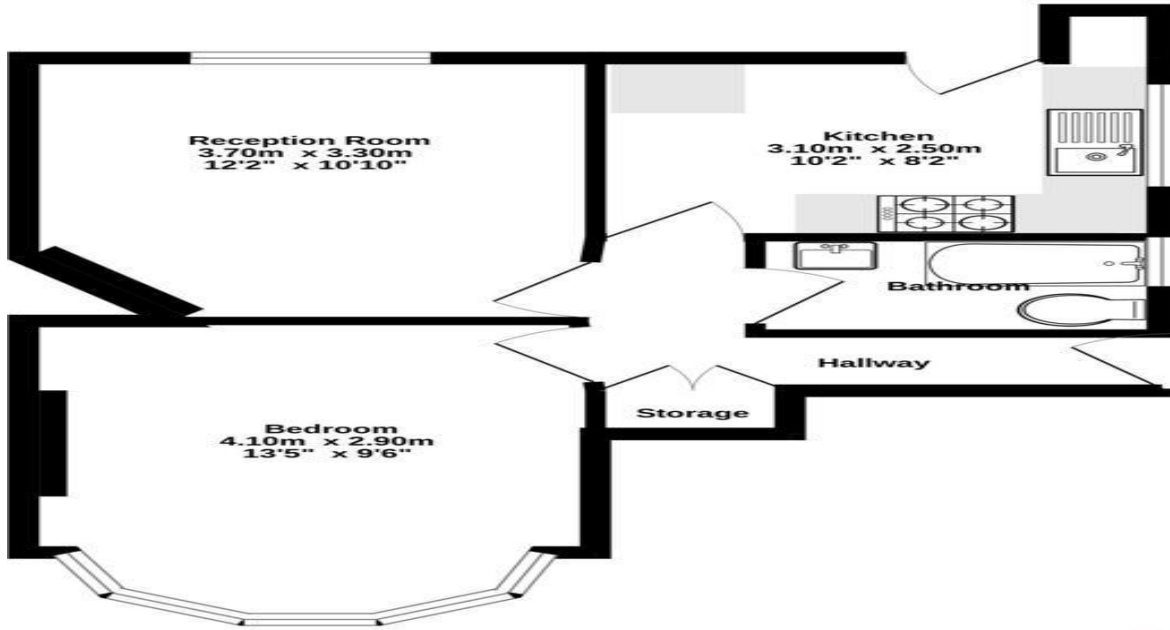 Reception Room
3.70m x 3.30m
12'2" x 10'10"
Kitchen
3.10m x 2.50m
10'2" x 8'2"
Bathroom
Hallway
Storage
Bedroom
4.10m x 2.90m
13'5" x 9'6"